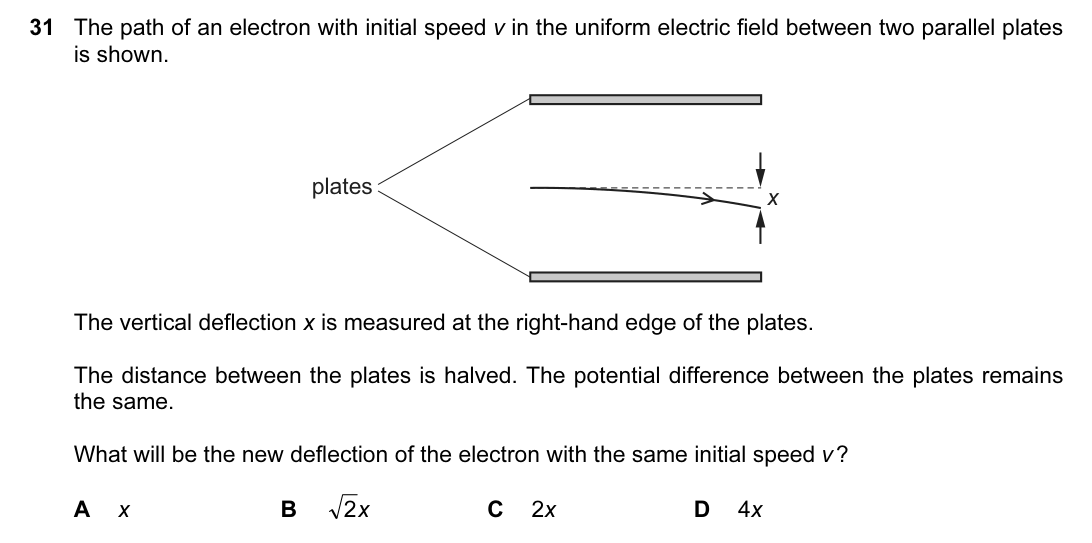 31 The path of an electron with initial speed v in the uniform electric field between two parallel plates
is shown.
plates
x
The vertical deflection x is measured at the right-hand edge of the plates.
The distance between the plates is halved. The potential difference between the plates remains
the same.
What will be the new deflection of the electron with the same initial speed v?
A x B √2x C 2x D 4x